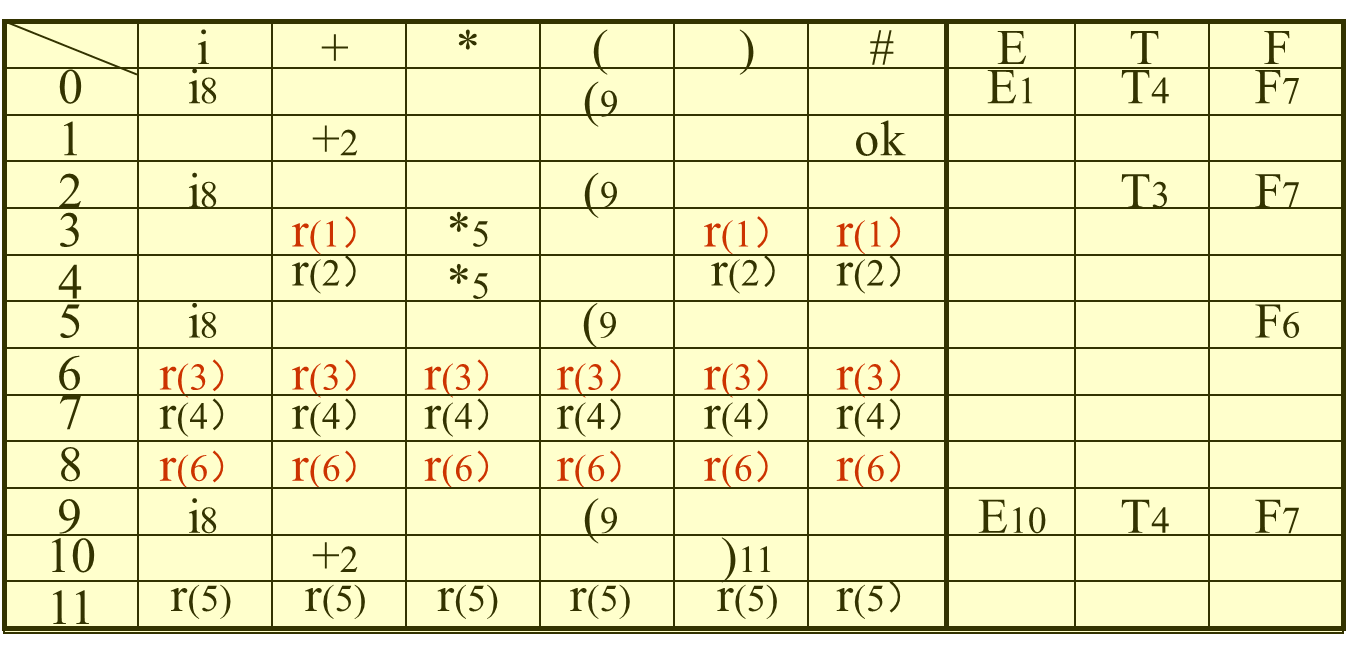 i + * ( ) # E T F
0 i8 (9 E1 T4 F7
1 +2 ok
2 i8 (9 T3 F7
3 r(1) *5 r(1) r(1)
4 r(2) *5 r(2) r(2)
5 i8 (9 F6
6 r(3) r(3) r(3) r(3) r(3) r(3)
7 r(4) r(4) r(4) r(4) r(4) r(4)
8 r(6) r(6) r(6) r(6) r(6) r(6)
9 i8 (9 E10 T4 F7
10 +2 )11
11 r(5) r(5) r(5) r(5) r(5) r(5)